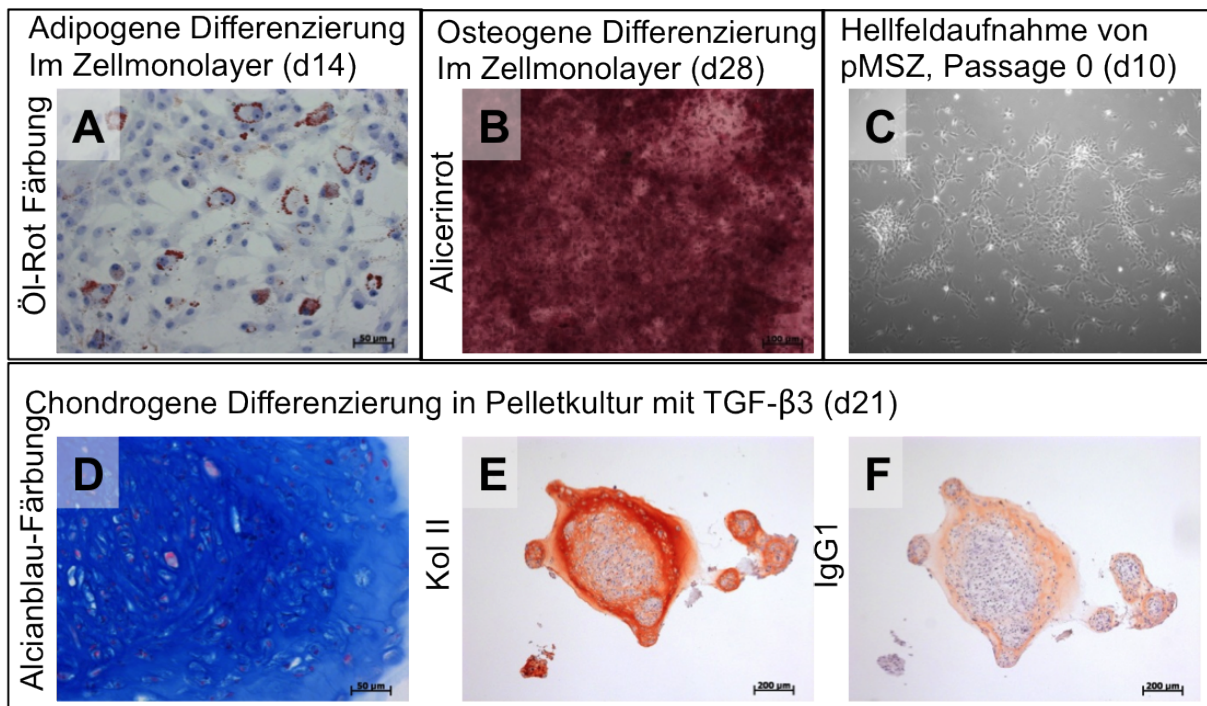 Adipogene Differenzierung
Im Zellmonolayer (d14)
Osteogene Differenzierung
Im Zellmonolayer (d28)
Hellfeldaufnahme von
pMSZ, Passage 0 (d10)
Öl-Rot Färbung
A
50 µm
Alicerinrot
B
100 µm
C
Chondrogene Differenzierung in Pelletkultur mit TGF-β3 (d21)
Alcianblau-Färbung
D
50 µm
Kol II
E
200 µm
IgG1
F
200 µm